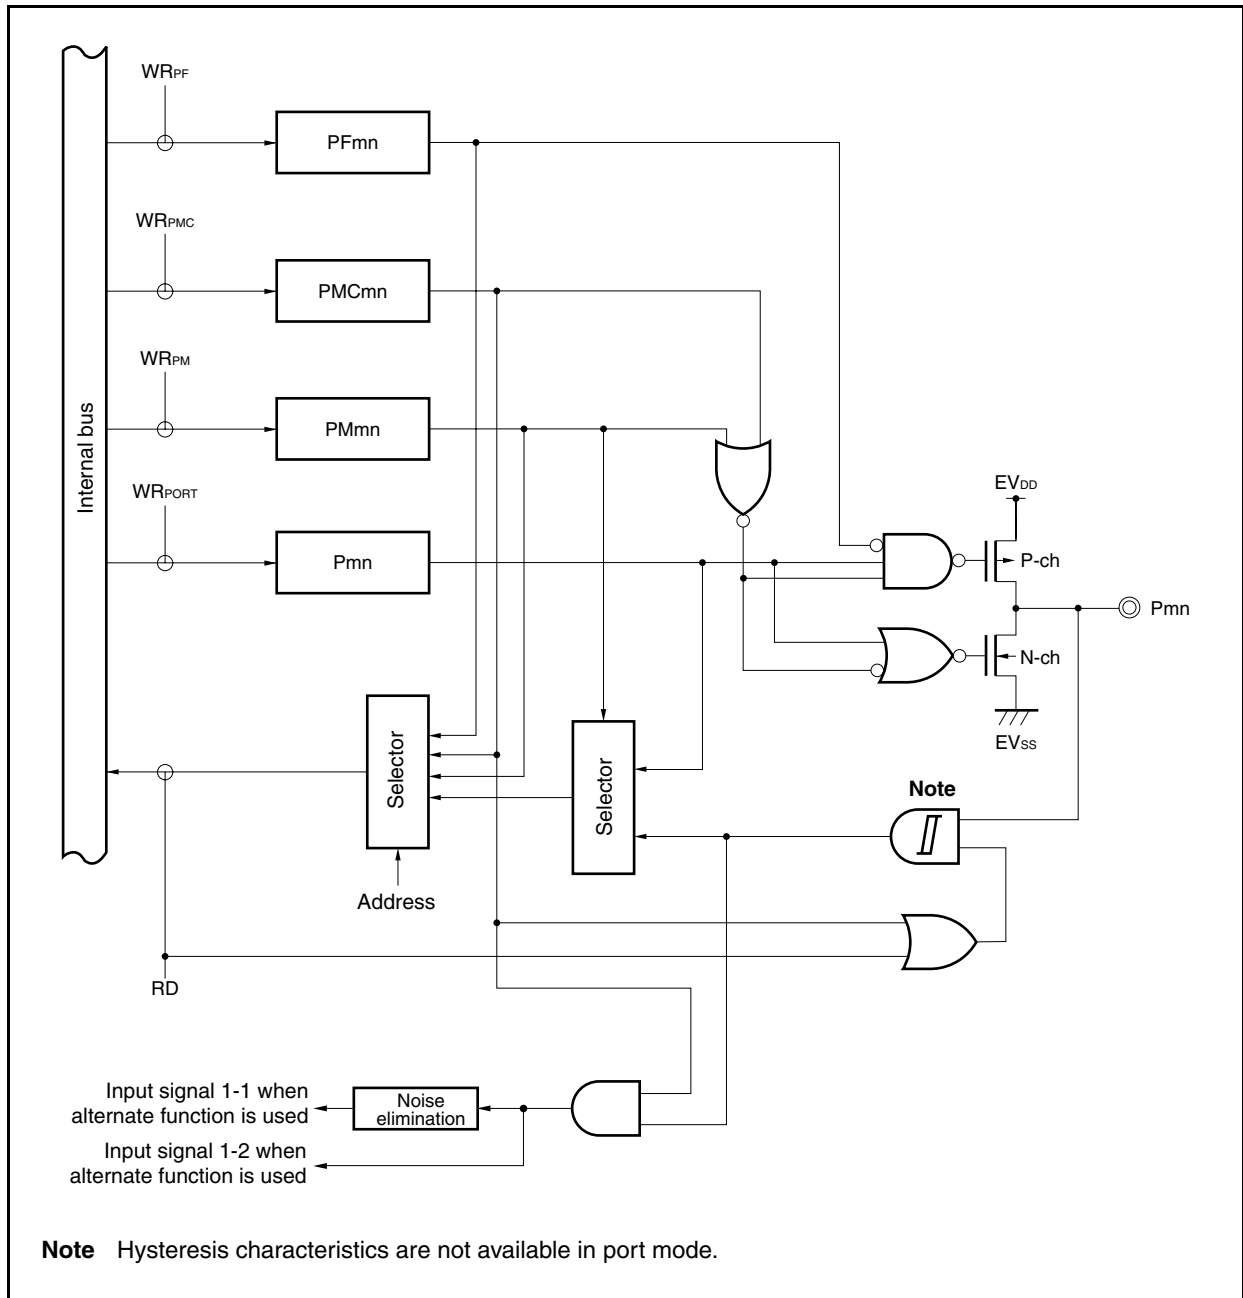 WRPF
PFmn
WRPMC
PMCmn
WRPM
PMmn
Internal bus
WRPORT
Pmn
EVDD
P-ch
Pmn
N-ch
EVSS
Selector
Selector
Note
Address
RD
Input signal 1-1 when
alternate function is used
Noise
elimination
Input signal 1-2 when
alternate function is used
Note Hysteresis characteristics are not available in port mode.